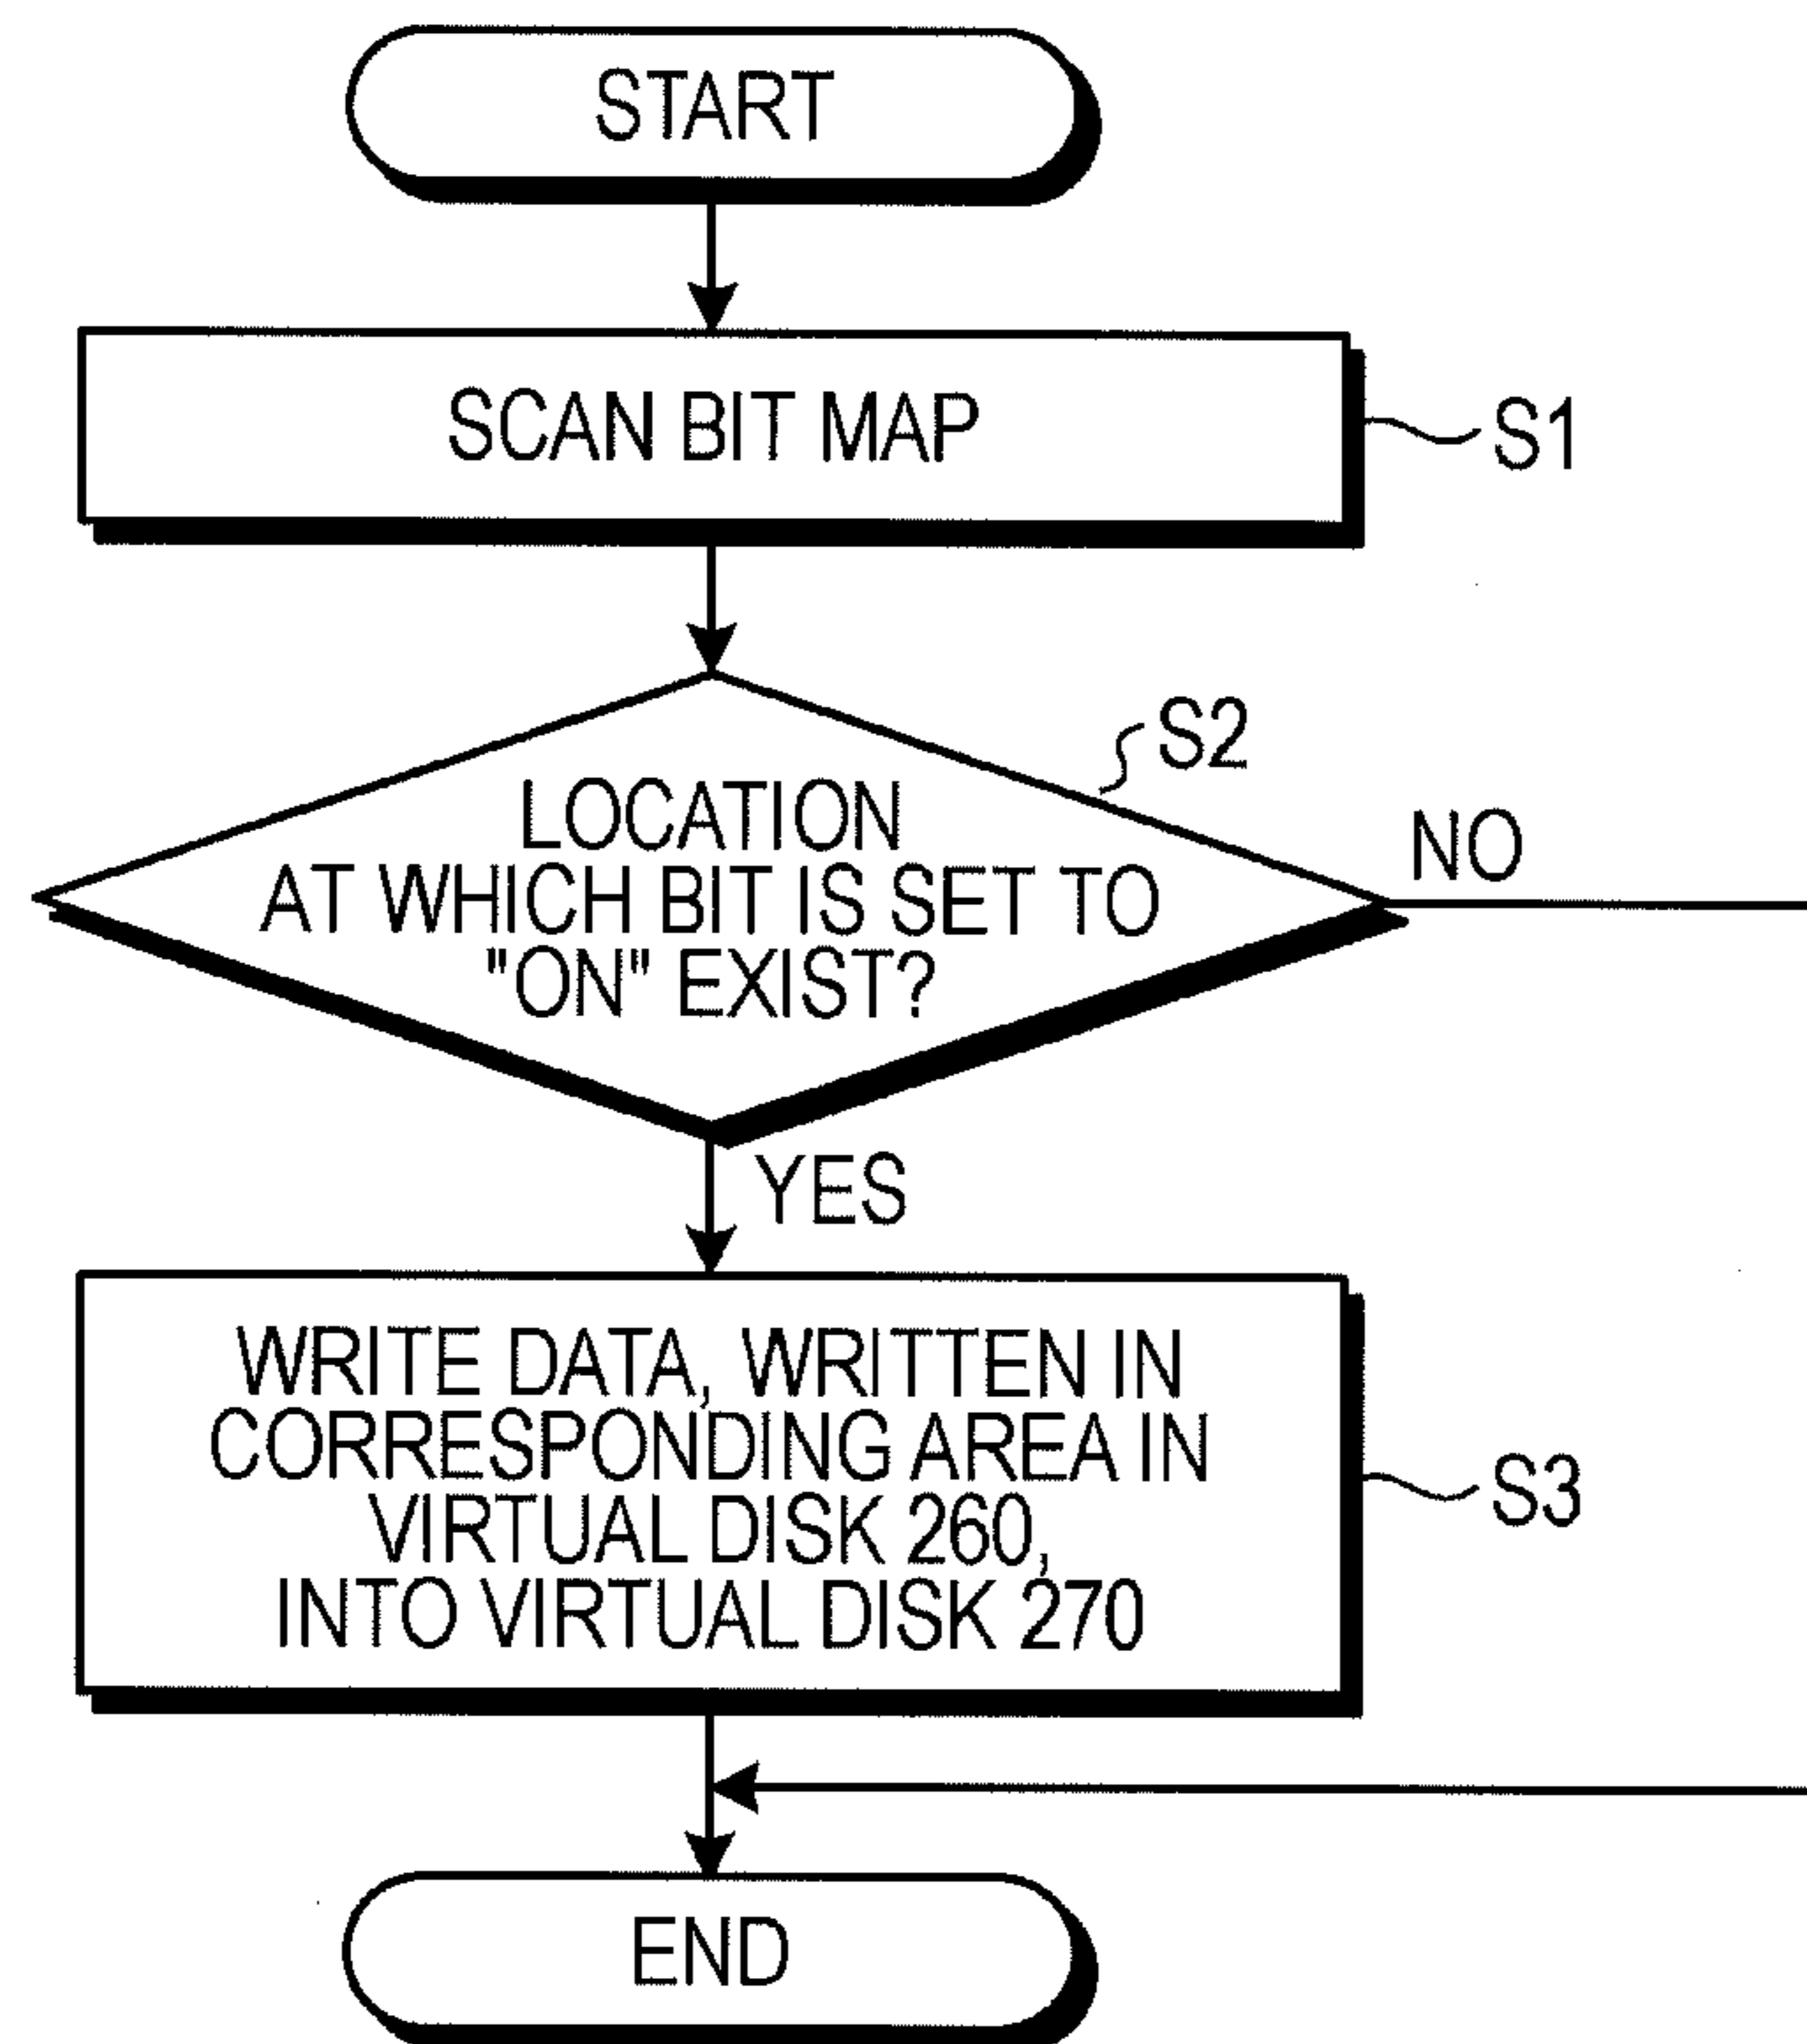 START
SCAN BIT MAP
S1
S2
LOCATION
AT WHICH BIT IS SET TO
"ON" EXIST?
NO
YES
WRITE DATA, WRITTEN IN
CORRESPONDING AREA IN
VIRTUAL DISK 260,
INTO VIRTUAL DISK 270
S3
END